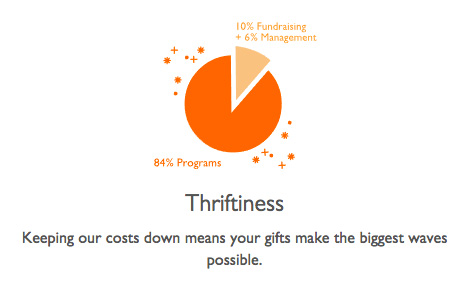 10% Fundraising
+ 6% Management
84% Programs
Thriftiness
Keeping our costs down means your gifts make the biggest waves
possible.